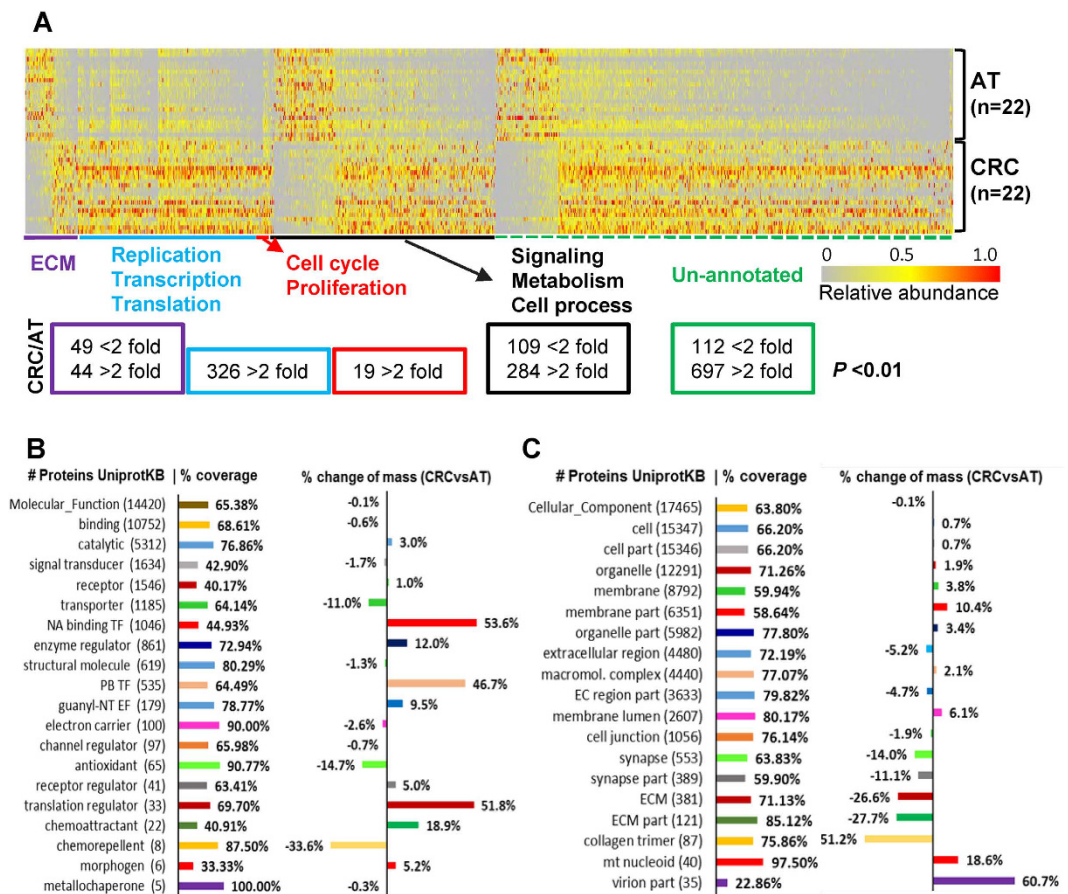 A
AT
(n=22)
CRC
(n=22)
ECM
Replication
Transcription
Translation
Cell cycle
Proliferation
Signaling
Metabolism
Cell process
Un-annotated
0 0.5 1.0
Relative abundance
CRC/AT
49 <2 fold
44 >2 fold
326 >2 fold
19 >2 fold
109 <2 fold
284 >2 fold
112 <2 fold
697 >2 fold
P <0.01
B
# Proteins UniprotKB | % coverage % change of mass (CRCvsAT)
Molecular_Function (14420) 65.38% -0.1%
binding (10752) 68.61% -0.6%
catalytic (5312) 76.86% 3.0%
signal transducer (1634) 42.90% -1.7%
receptor (1546) 40.17% 1.0%
transporter (1185) 64.14% -11.0%
NA binding TF (1046) 44.93% 53.6%
enzyme regulator (861) 72.94% 12.0%
structural molecule (619) 80.29% -1.3%
PB TF (535) 64.49% 46.7%
guanyl-NT EF (179) 78.77% 9.5%
electron carrier (100) 90.00% -2.6%
channel regulator (97) 65.98% -0.7%
antioxidant (65) 90.77% -14.7%
receptor regulator (41) 63.41% 5.0%
translation regulator (33) 69.70% 51.8%
chemoattractant (22) 40.91% 18.9%
chemorepellent (8) 87.50% -33.6%
morphogen (6) 33.33% 5.2%
metallochaperone (5) 100.00% -0.3%
C
# Proteins UniprotKB | % coverage % change of mass (CRCvsAT)
Cellular_Component (17465) 63.80% -0.1%
cell (15347) 66.20% 0.7%
cell part (15346) 66.20% 0.7%
organelle (12291) 71.26% 1.9%
membrane (8792) 59.94% 3.8%
membrane part (6351) 58.64% 10.4%
organelle part (5982) 77.80% 3.4%
extracellular region (4480) 72.19% -5.2%
macromol. complex (4440) 77.07% 2.1%
EC region part (3633) 79.82% -4.7%
membrane lumen (2607) 80.17% 6.1%
cell junction (1056) 76.14% -1.9%
synapse (553) 63.83% -14.0%
synapse part (389) 59.90% -11.1%
ECM (381) 71.13% -26.6%
ECM part (121) 85.12% -27.7%
collagen trimer (87) 75.86% 51.2%
mt nucleoid (40) 97.50% 18.6%
virion part (35) 22.86% 60.7%